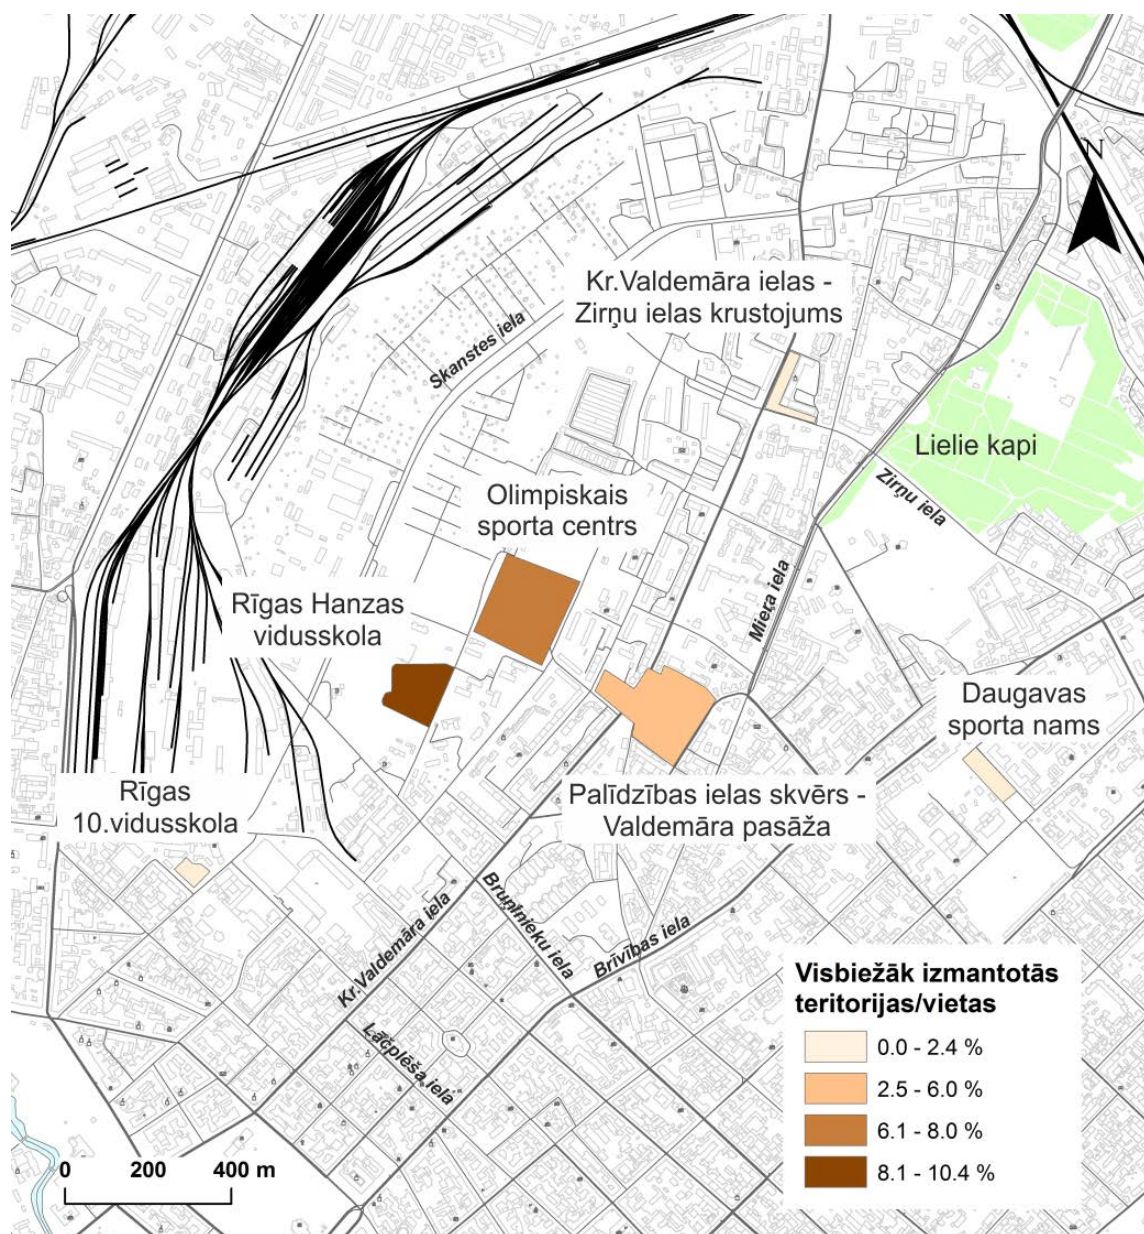 N
Kr.Valdemāra ielas -
Zirņu ielas krustojums
Skanstes iela
Lielie kapi
Zirņu iela
Olimpiskais
sporta centrs
Miera iela
Rīgas Hanzas
vidusskola
Daugavas
sporta nams
Rīgas
10.vidusskola
Palīdzības ielas skvērs -
Valdemāra pasāža
Bruņinieku iela
Kr.Valdemāra iela
Brīvības iela
Lāčplēša iela
Visbiežāk izmantotās
teritorijas/vietas
0.0 - 2.4 %
2.5 - 6.0 %
6.1 - 8.0 %
8.1 - 10.4 %
0 200 400 m